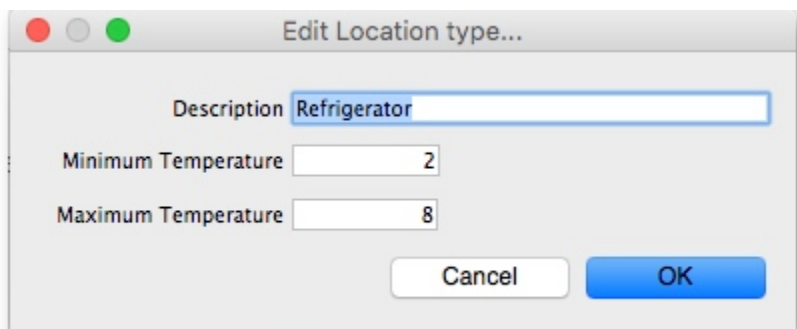 Edit Location type...
Description Refrigerator
Minimum Temperature 2
Maximum Temperature 8
Cancel OK